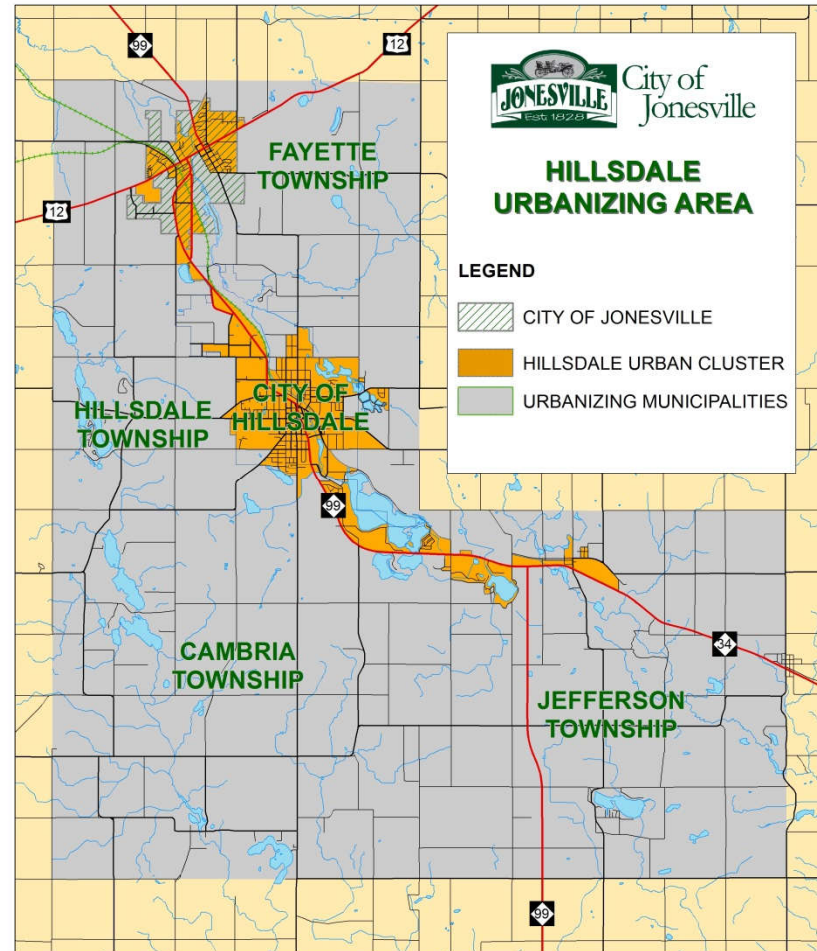 99
12
JONESVILLE
Est 1828
City of
Jonesville
HILLSDALE
URBANIZING AREA
FAYETTE
TOWNSHIP
12
LEGEND
CITY OF JONESVILLE
HILLSDALE URBAN CLUSTER
URBANIZING MUNICIPALITIES
CITY OF
HILLSDALE
HILLSDALE
TOWNSHIP
99
CAMBRIA
TOWNSHIP
34
JEFFERSON
TOWNSHIP
99